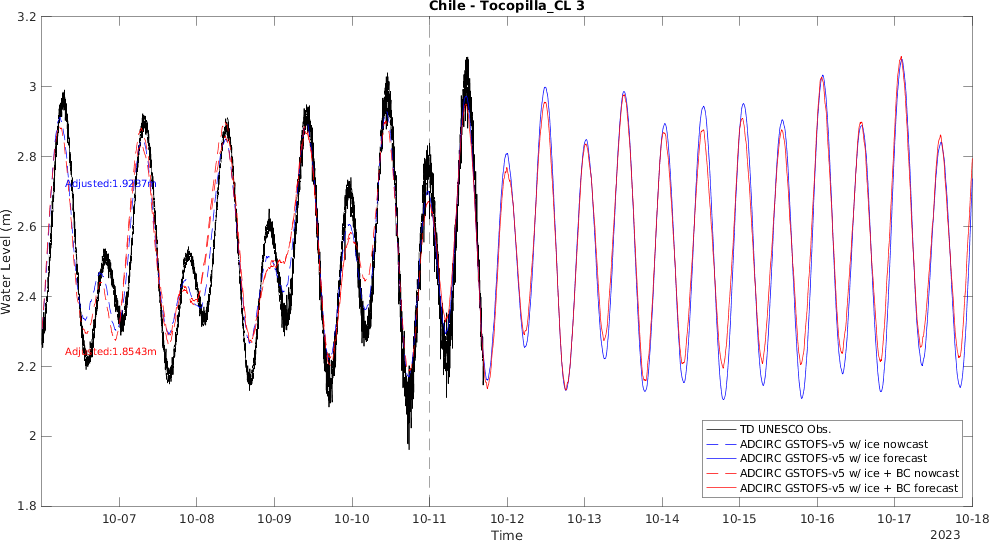 Chile - Tocopilla_CL 3
3.2
3
2.8
2.6
2.4
2.2
2
1.8
Water Level (m)
Adjusted:1.9287m
Adjusted:1.8543m
TD UNESCO Obs.
ADCIRC GSTOFS-v5 w/ ice nowcast
ADCIRC GSTOFS-v5 w/ ice forecast
ADCIRC GSTOFS-v5 w/ ice + BC nowcast
ADCIRC GSTOFS-v5 w/ ice + BC forecast
10-07 10-08 10-09 10-10 10-11 10-12 10-13 10-14 10-15 10-16 10-17 10-18
Time
2023